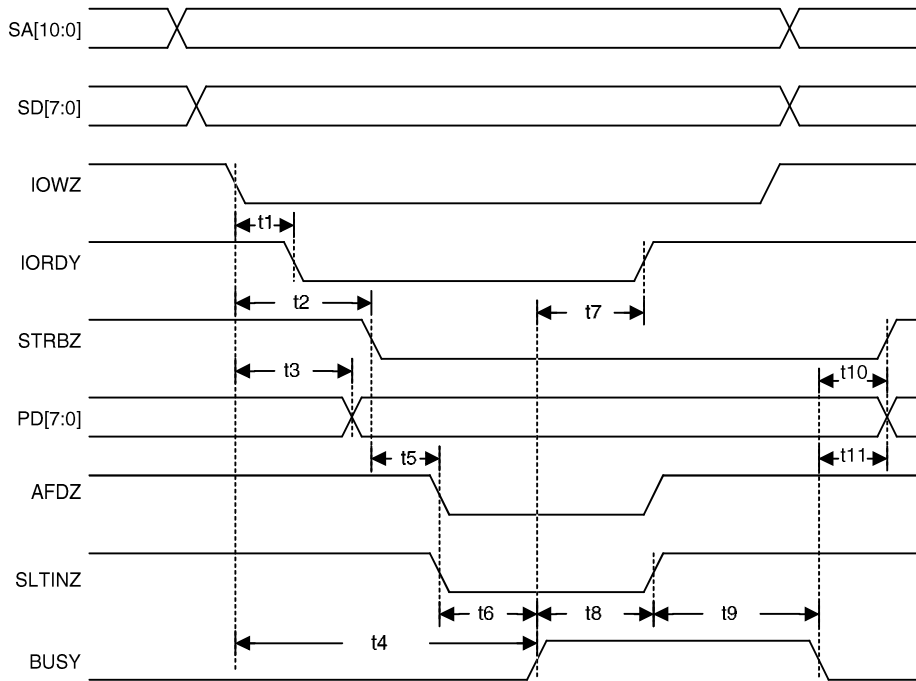 SA[10:0]
SD[7:0]
IOWZ
t1
IORDY
t2
t7
STRBZ
t3
t10
PD[7:0]
t5
t11
AFDZ
SLTINZ
t6
t8
t9
t4
BUSY